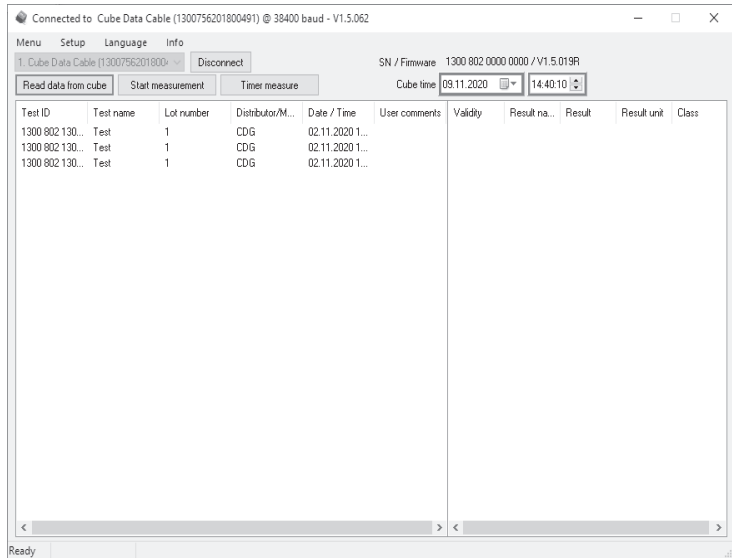 Connected to Cube Data Cable (1300756201800491) @ 38400 baud - V1.5.062
Menu Setup Language Info
1. Cube Data Cable (13007562018004 Disconnect SN / Firmware 1300 802 0000 0000 / V1.5.019R
Read data from cube Start measurement Timer measure Cube time 09.11.2020 14:40:10
Test ID Test name Lot number Distributor/M... Date / Time User comments Validity Result na... Result Result unit Class
1300 802 130... Test 1 CDG 02.11.2020 1...
1300 802 130... Test 1 CDG 02.11.2020 1...
1300 802 130... Test 1 CDG 02.11.2020 1...
Ready